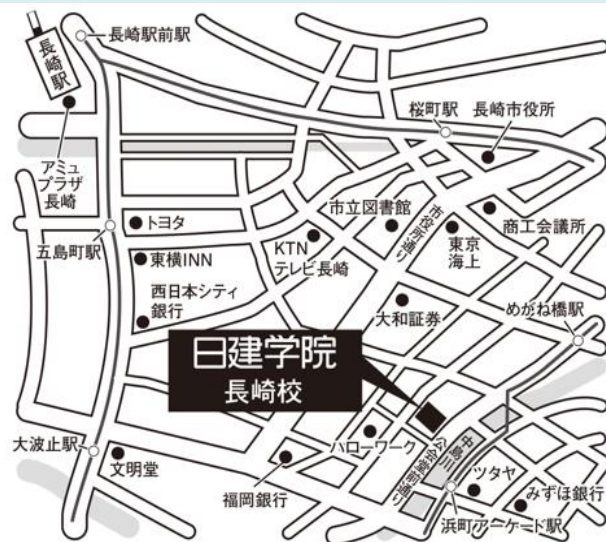 長崎駅
長崎駅前駅
桜町駅
長崎市役所
アミュ
プラザ
長崎
トヨタ
市立図書館
市役所通り
商工会議所
五島町駅
KTN
テレビ長崎
東京
海上
東横INN
西日本シティ
銀行
大和証券
めがね橋駅
日建学院
長崎校
大波止駅
文明堂
ハローワーク
福岡銀行
公会堂前通り
中島川
ツタヤ
みずほ銀行
浜町アーケード駅